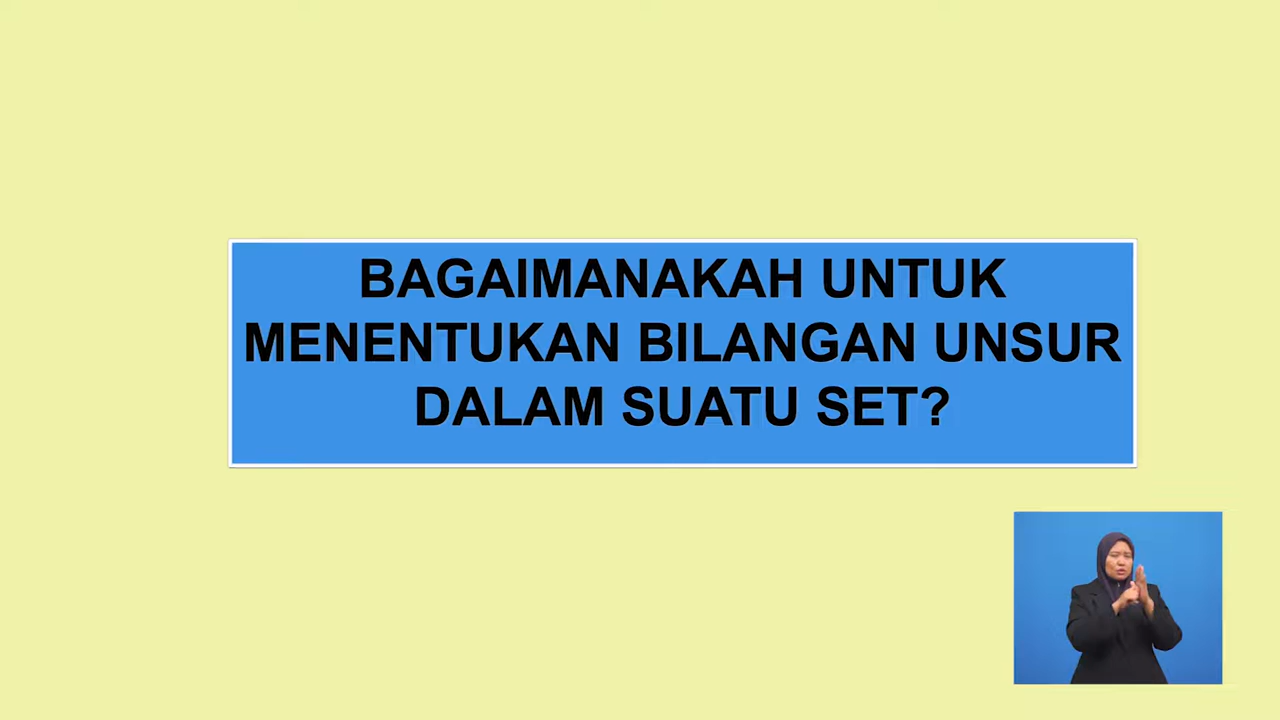 BAGAIMANAKAH UNTUK
MENENTUKAN BILANGAN UNSUR
DALAM SUATU SET?